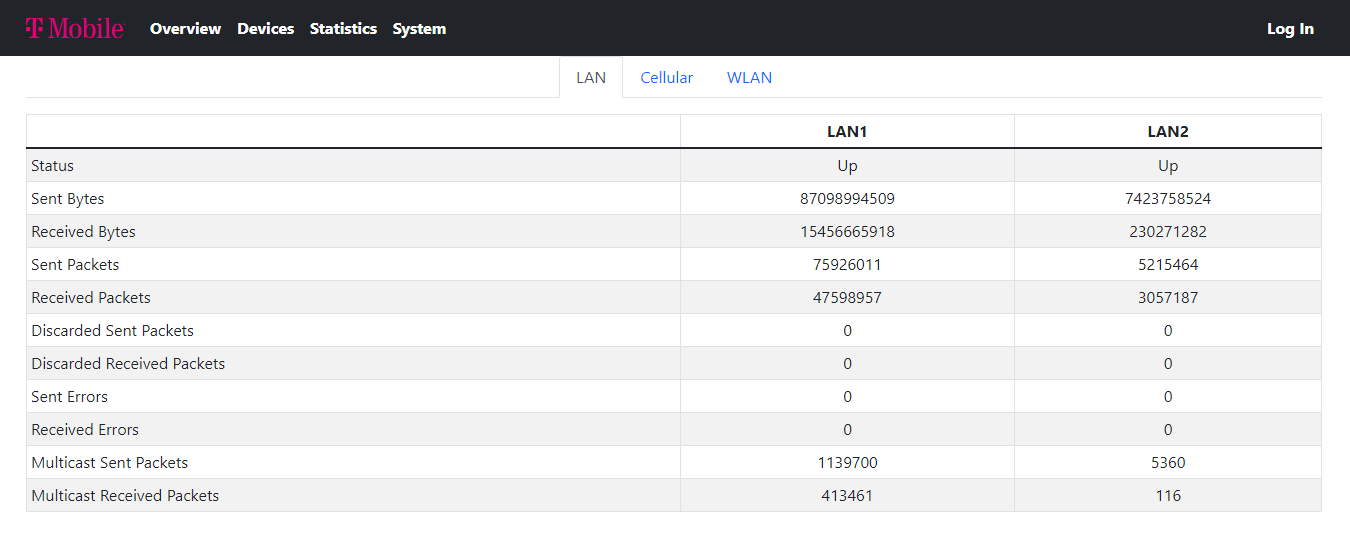 T Mobile Overview Devices Statistics System Log In
LAN Cellular WLAN
LAN1 LAN2
Status Up Up
Sent Bytes 87098994509 7423758524
Received Bytes 15456665918 230271282
Sent Packets 75926011 5215464
Received Packets 47598957 3057187
Discarded Sent Packets 0 0
Discarded Received Packets 0 0
Sent Errors 0 0
Received Errors 0 0
Multicast Sent Packets 1139700 5360
Multicast Received Packets 413461 116